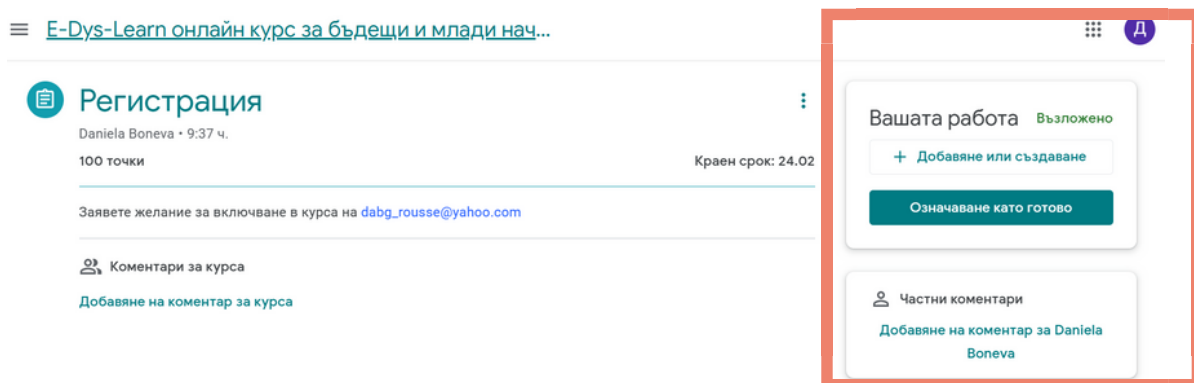 E-Dys-Learn онлайн курс за бъдещи и млади нач...
Д
Регистрация
Daniela Boneva • 9:37 ч.
100 точки
Краен срок: 24.02
Заявете желание за включване в курса на dabg_rousse@yahoo.com
Коментари за курса
Добавяне на коментар за курса
Вашата работа
Възложено
+ Добавяне или създаване
Означаване като готово
Частни коментари
Добавяне на коментар за Daniela
Boneva